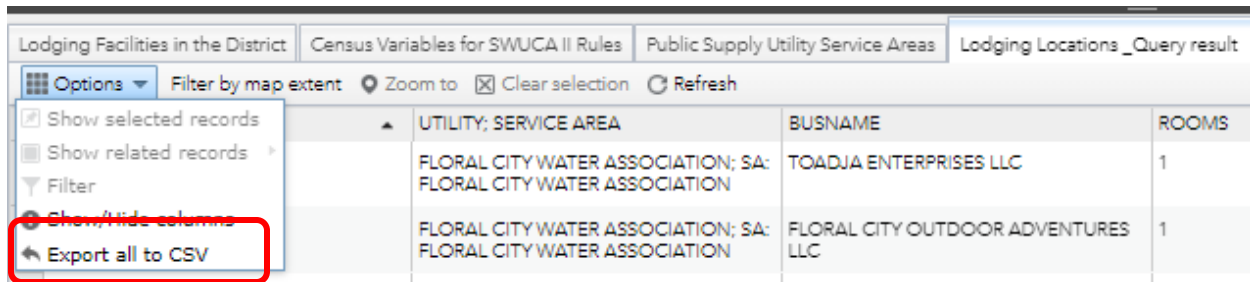 Lodging Facilities in the District Census Variables for SWUCA II Rules Public Supply Utility Service Areas Lodging Locations _Query result
Options Filter by map extent Zoom to Clear selection Refresh
Show selected records
Show related records
Filter
Show/Hide columns
Export all to CSV
UTILITY; SERVICE AREA BUSNAME ROOMS
FLORAL CITY WATER ASSOCIATION; SA: TOADJA ENTERPRISES LLC 1
FLORAL CITY WATER ASSOCIATION
FLORAL CITY WATER ASSOCIATION; SA: FLORAL CITY OUTDOOR ADVENTURES 1
FLORAL CITY WATER ASSOCIATION LLC